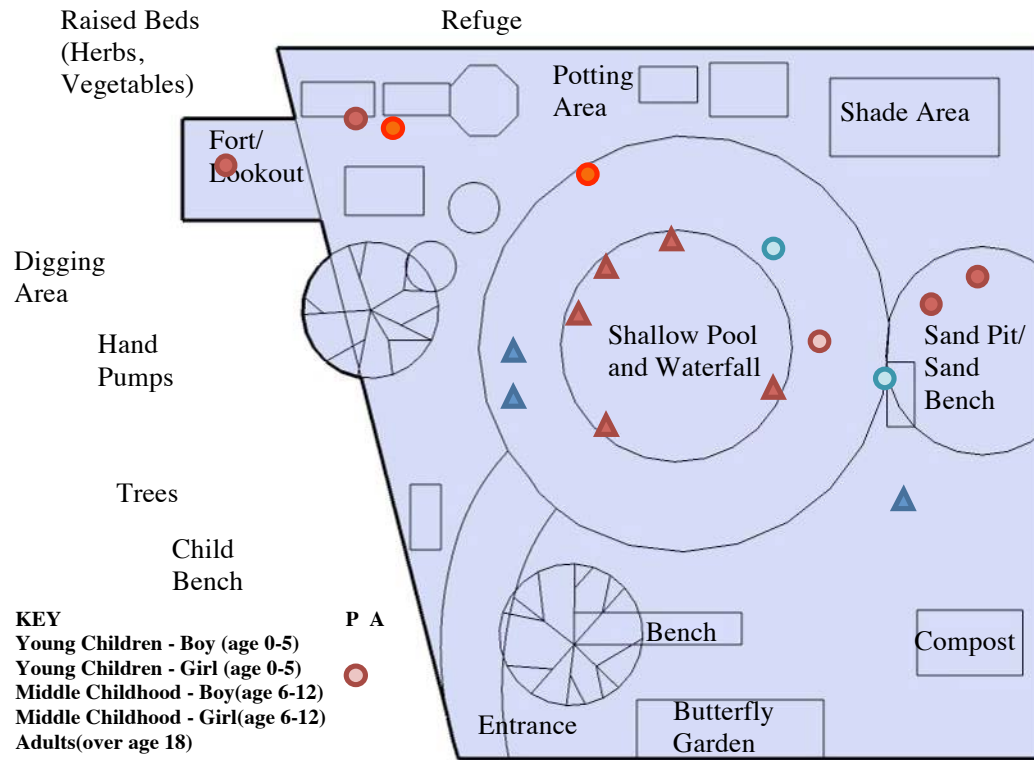 Raised Beds
(Herbs,
Vegetables)
Refuge
Potting
Area
Shade Area
Fort/
Lookout
Digging
Area
Hand
Pumps
Shallow Pool
and Waterfall
Sand Pit/
Sand
Bench
Trees
Child
Bench
KEY P A
Young Children - Boy (age 0-5)
Young Children - Girl (age 0-5)
Middle Childhood - Boy(age 6-12)
Middle Childhood - Girl(age 6-12)
Adults(over age 18)
Bench
Compost
Entrance
Butterfly
Garden